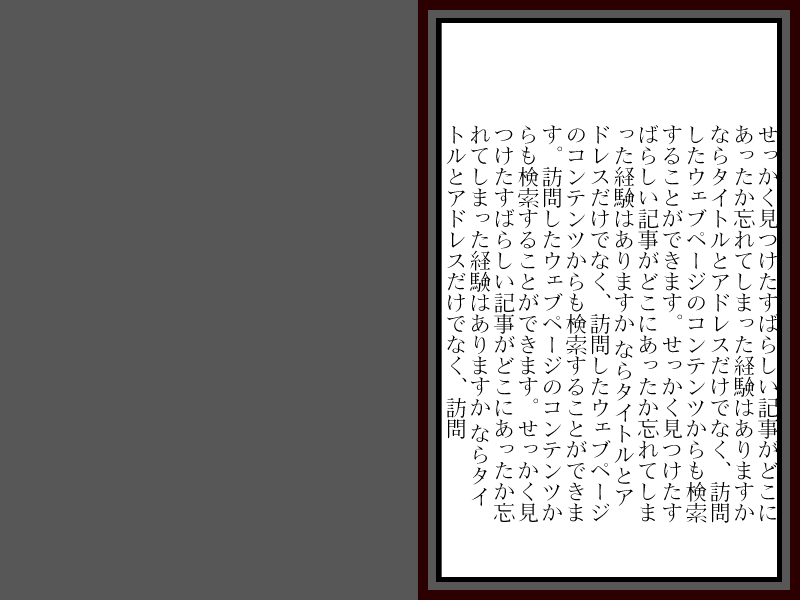 せっかく見つけたすばらしい記事がどこに
あったか忘れてしまった経験はありますか
ならタイトルとアドレスだけでなく、訪問
したウェブページのコンテンツからも検索
することができます。せっかく見つけたす
ばらしい記事がどこにあったか忘れてしま
った経験はありますか ならタイトルとア
ドレスだけでなく、訪問したウェブページ
のコンテンツからも検索することができま
す。訪問したウェブページのコンテンツか
らも検索することができます。せっかく見
つけたすばらしい記事がどこにあったか忘
れてしまった経験はありますか ならタイ
トルとアドレスだけでなく、訪問